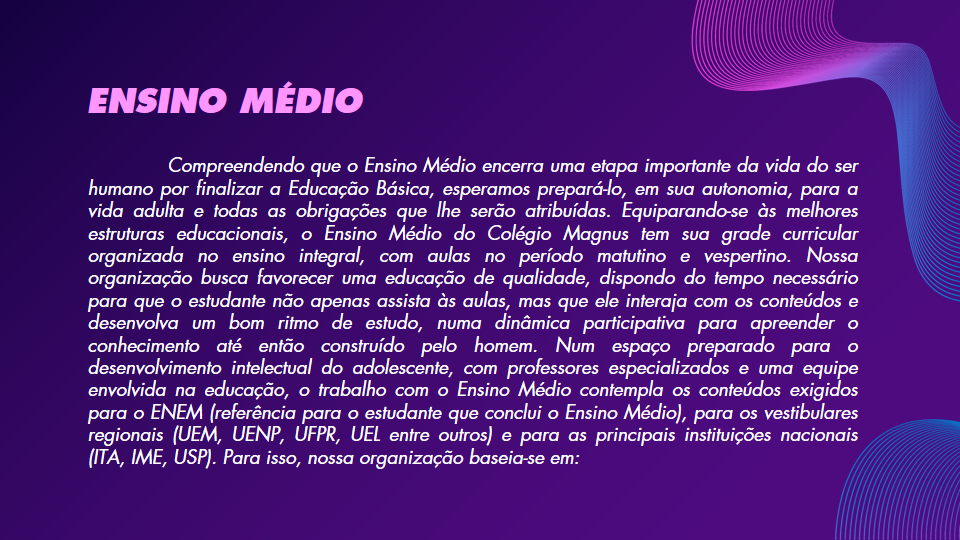 ENSINO MÉDIO
Compreendendo que o Ensino Médio encerra uma etapa importante da vida do ser
humano por finalizar a Educação Básica, esperamos prepará-lo, em sua autonomia, para a
vida adulta e todas as obrigações que lhe serão atribuídas. Equiparando-se às melhores
estruturas educacionais, o Ensino Médio do Colégio Magnus tem sua grade curricular
organizada no ensino integral, com aulas no período matutino e vespertino. Nossa
organização busca favorecer uma educação de qualidade, dispondo do tempo necessário
para que o estudante não apenas assista às aulas, mas que ele interaja com os conteúdos e
desenvolva um bom ritmo de estudo, numa dinâmica participativa para apreender o
conhecimento até então construído pelo homem. Num espaço preparado para o
desenvolvimento intelectual do adolescente, com professores especializados e uma equipe
envolvida na educação, o trabalho com o Ensino Médio contempla os conteúdos exigidos
para o ENEM (referência para o estudante que conclui o Ensino Médio), para os vestibulares
regionais (UEM, UENP, UFPR, UEL entre outros) e para as principais instituições nacionais
(ITA, IME, USP). Para isso, nossa organização baseia-se em: